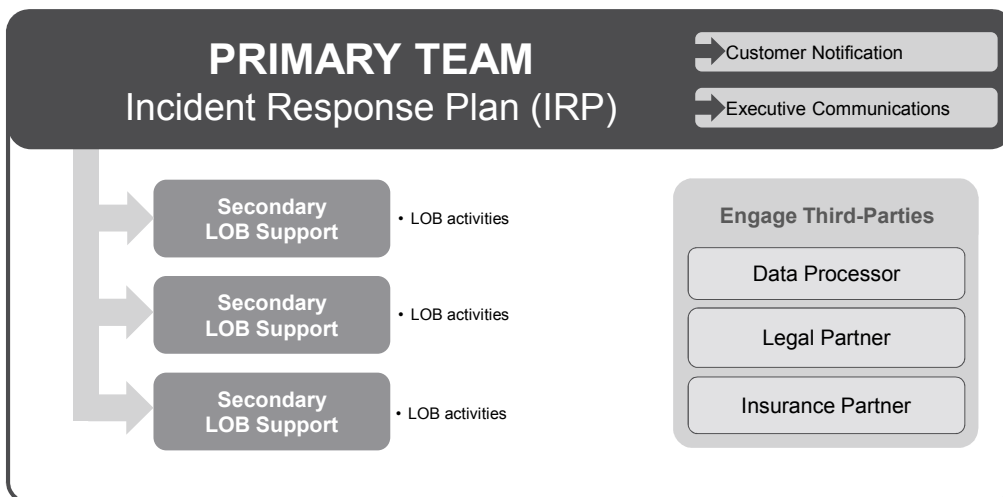 PRIMARY TEAM
Incident Response Plan (IRP)
Customer Notification
Executive Communications
Secondary
LOB Support
• LOB activities
Secondary
LOB Support
• LOB activities
Secondary
LOB Support
• LOB activities
Engage Third-Parties
Data Processor
Legal Partner
Insurance Partner